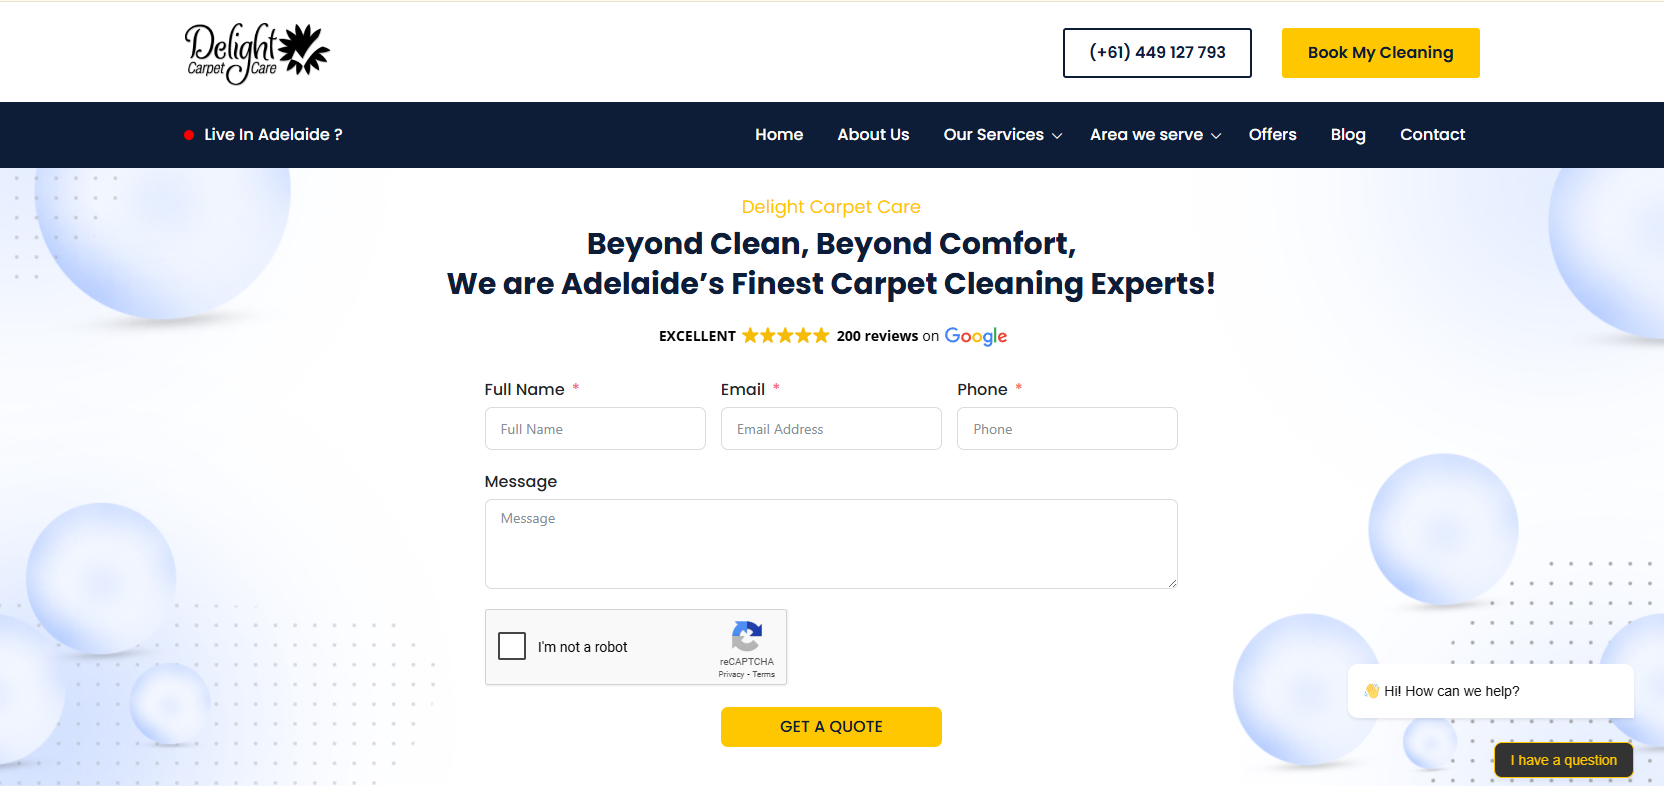 Delight
Carpet Care
(+61) 449 127 793
Book My Cleaning
Live In Adelaide ?
Home
About Us
Our Services
Area we serve
Offers
Blog
Contact
Delight Carpet Care
Beyond Clean, Beyond Comfort,
We are Adelaide’s Finest Carpet Cleaning Experts!
EXCELLENT 200 reviews on Google
Full Name *
Email *
Phone *
Full Name
Email Address
Phone
Message
Message
I'm not a robot
reCAPTCHA
Privacy - Terms
👋 Hi! How can we help?
GET A QUOTE
I have a question